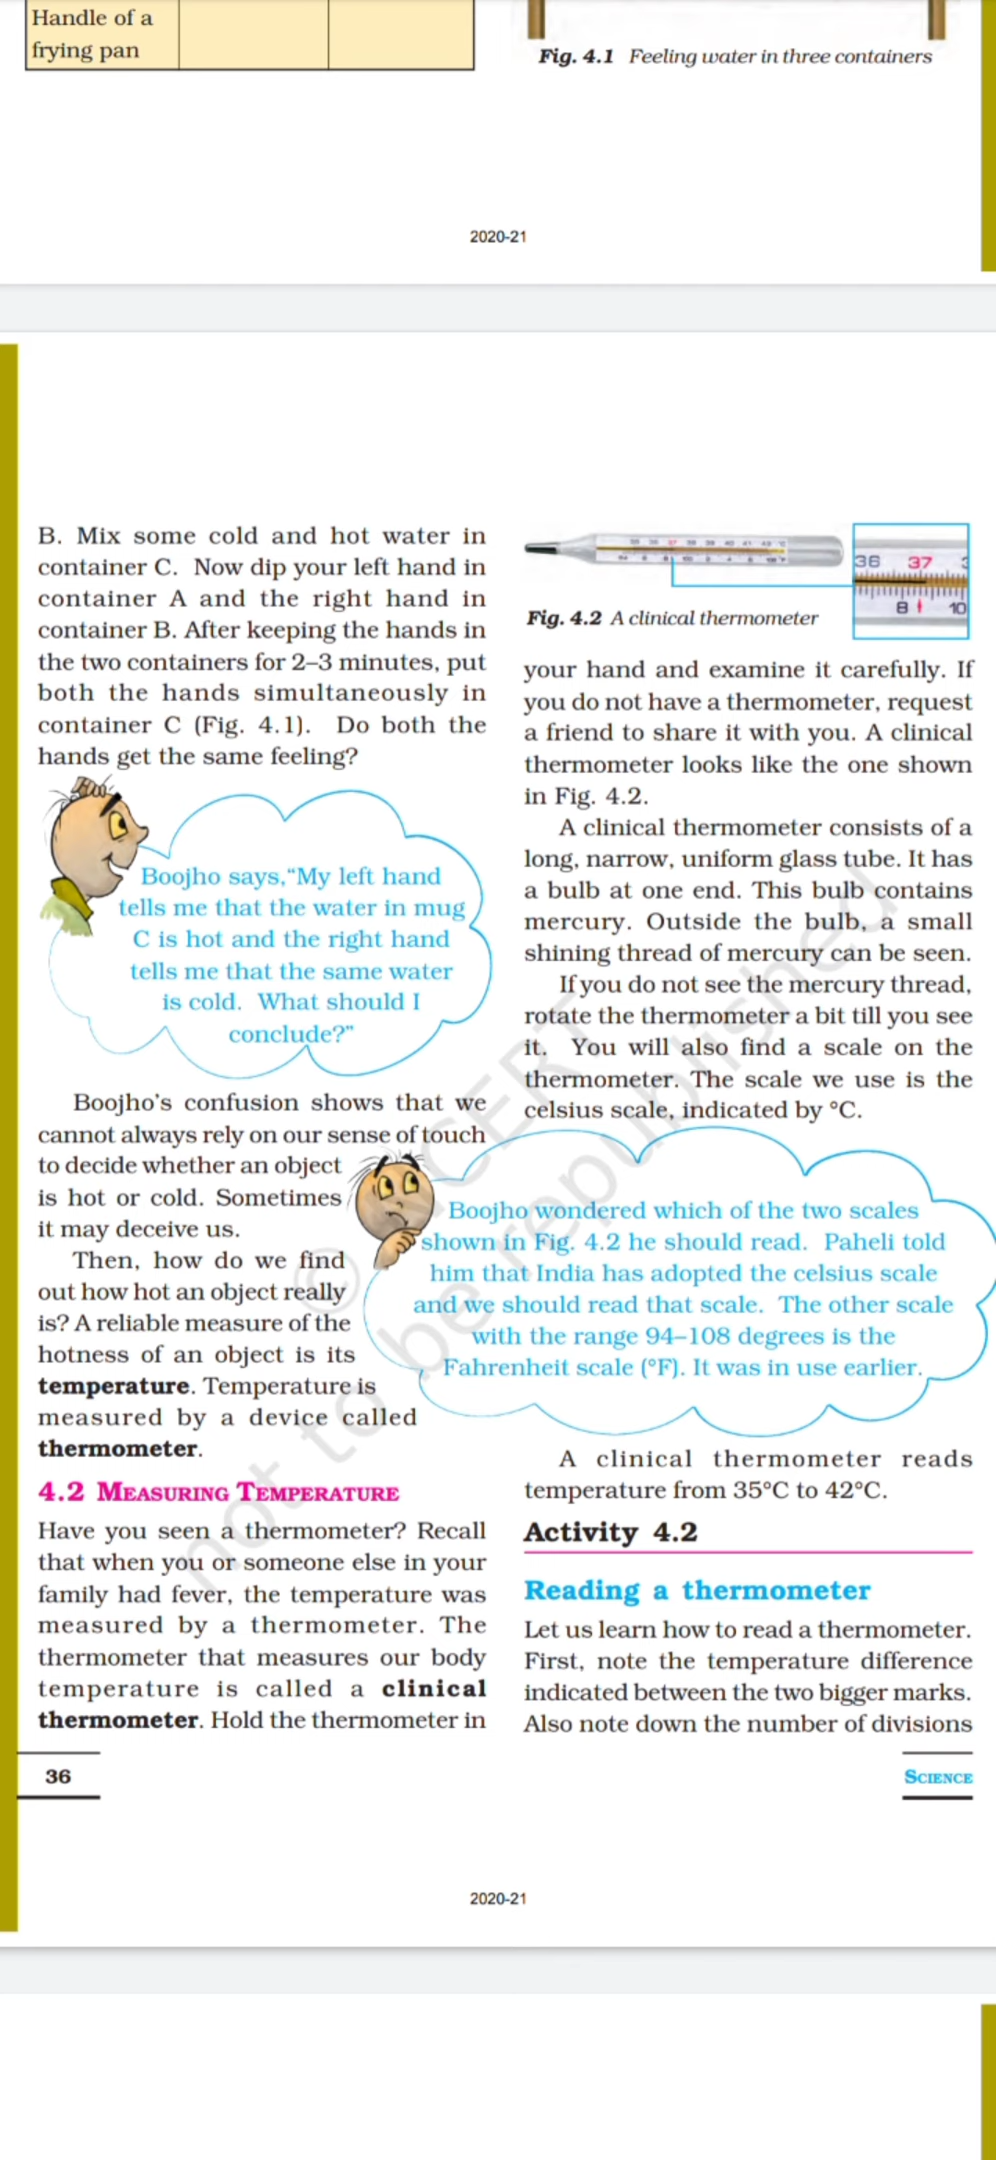 Handle of a
frying pan
Fig. 4.1 Feeling water in three containers
2020-21
B. Mix some cold and hot water in
container C. Now dip your left hand in
container A and the right hand in
container B. After keeping the hands in
the two containers for 2–3 minutes, put
both the hands simultaneously in
container C (Fig. 4.1). Do both the
hands get the same feeling?
Boojho says,“My left hand
tells me that the water in mug
C is hot and the right hand
tells me that the same water
is cold. What should I
conclude?”
Boojho’s confusion shows that we
cannot always rely on our sense of touch
to decide whether an object
is hot or cold. Sometimes
it may deceive us.
Then, how do we find
out how hot an object really
is? A reliable measure of the
hotness of an object is its
temperature. Temperature is
measured by a device called
thermometer.
4.2 MEASURING TEMPERATURE
Have you seen a thermometer? Recall
that when you or someone else in your
family had fever, the temperature was
measured by a thermometer. The
thermometer that measures our body
temperature is called a clinical
thermometer. Hold the thermometer in
36 37
8 10
Fig. 4.2 A clinical thermometer
your hand and examine it carefully. If
you do not have a thermometer, request
a friend to share it with you. A clinical
thermometer looks like the one shown
in Fig. 4.2.
A clinical thermometer consists of a
long, narrow, uniform glass tube. It has
a bulb at one end. This bulb contains
mercury. Outside the bulb, a small
shining thread of mercury can be seen.
If you do not see the mercury thread,
rotate the thermometer a bit till you see
it. You will also find a scale on the
thermometer. The scale we use is the
celsius scale, indicated by °C.
Boojho wondered which of the two scales
shown in Fig. 4.2 he should read. Paheli told
him that India has adopted the celsius scale
and we should read that scale. The other scale
with the range 94–108 degrees is the
Fahrenheit scale (°F). It was in use earlier.
A clinical thermometer reads
temperature from 35°C to 42°C.
Activity 4.2
Reading a thermometer
Let us learn how to read a thermometer.
First, note the temperature difference
indicated between the two bigger marks.
Also note down the number of divisions
36
SCIENCE
2020-21
© NCERT
not to be republished